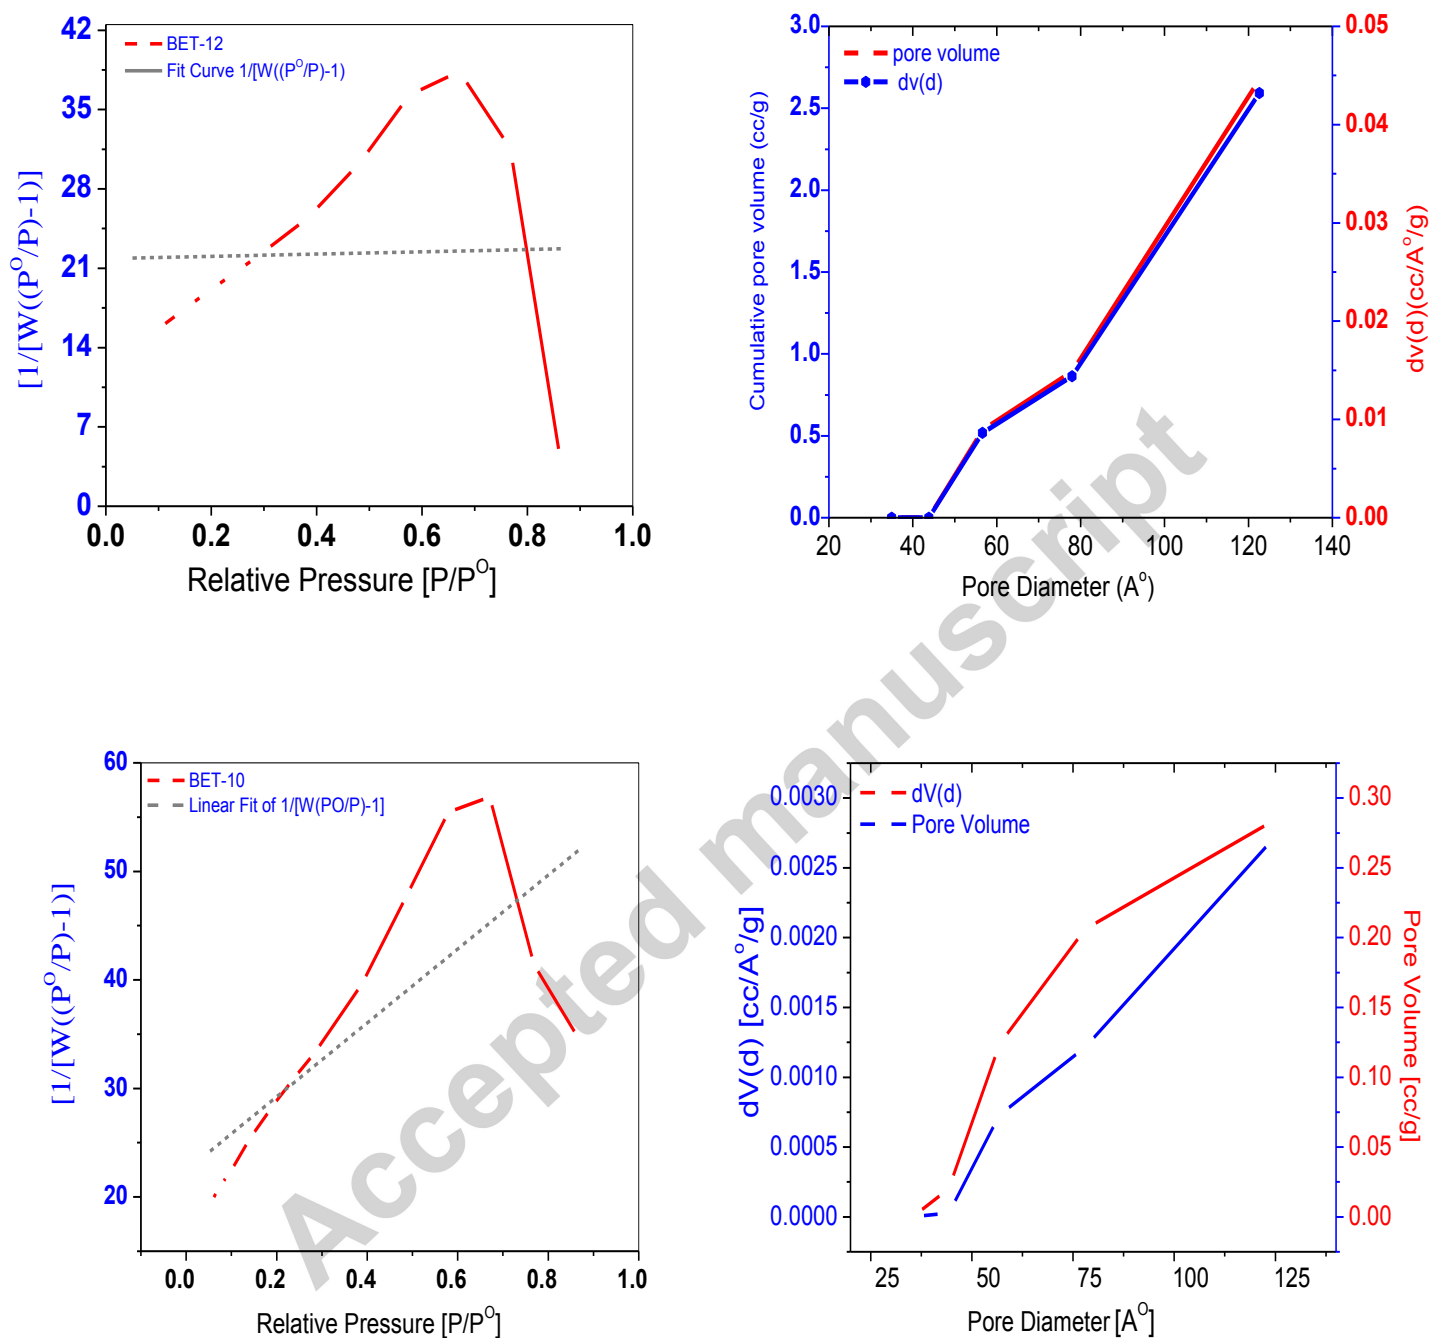 BET-12
Fit Curve 1/[W((P^O/P)-1)
[1/[W((P^O/P)-1)]
42
35
28
21
14
7
0
0.0 0.2 0.4 0.6 0.8 1.0
Relative Pressure [P/P^O]
pore volume
dv(d)
Cumulative pore volume (cc/g)
3.0
2.5
2.0
1.5
1.0
0.5
0.0
0.05
0.04
0.03
0.02
0.01
0.00
dv(d)(cc/A^o/g)
20 40 60 80 100 120 140
Pore Diameter (A^o)
BET-10
Linear Fit of 1/[W(PO/P)-1]
[1/[W((P^O/P)-1)]
60
50
40
30
20
0.0 0.2 0.4 0.6 0.8 1.0
Relative Pressure [P/P^O]
dV(d)
Pore Volume
dV(d) [cc/A^o/g]
0.0030
0.0025
0.0020
0.0015
0.0010
0.0005
0.0000
0.30
0.25
0.20
0.15
0.10
0.05
0.00
Pore Volume [cc/g]
25 50 75 100 125
Pore Diameter [A^O]
Accepted manuscript